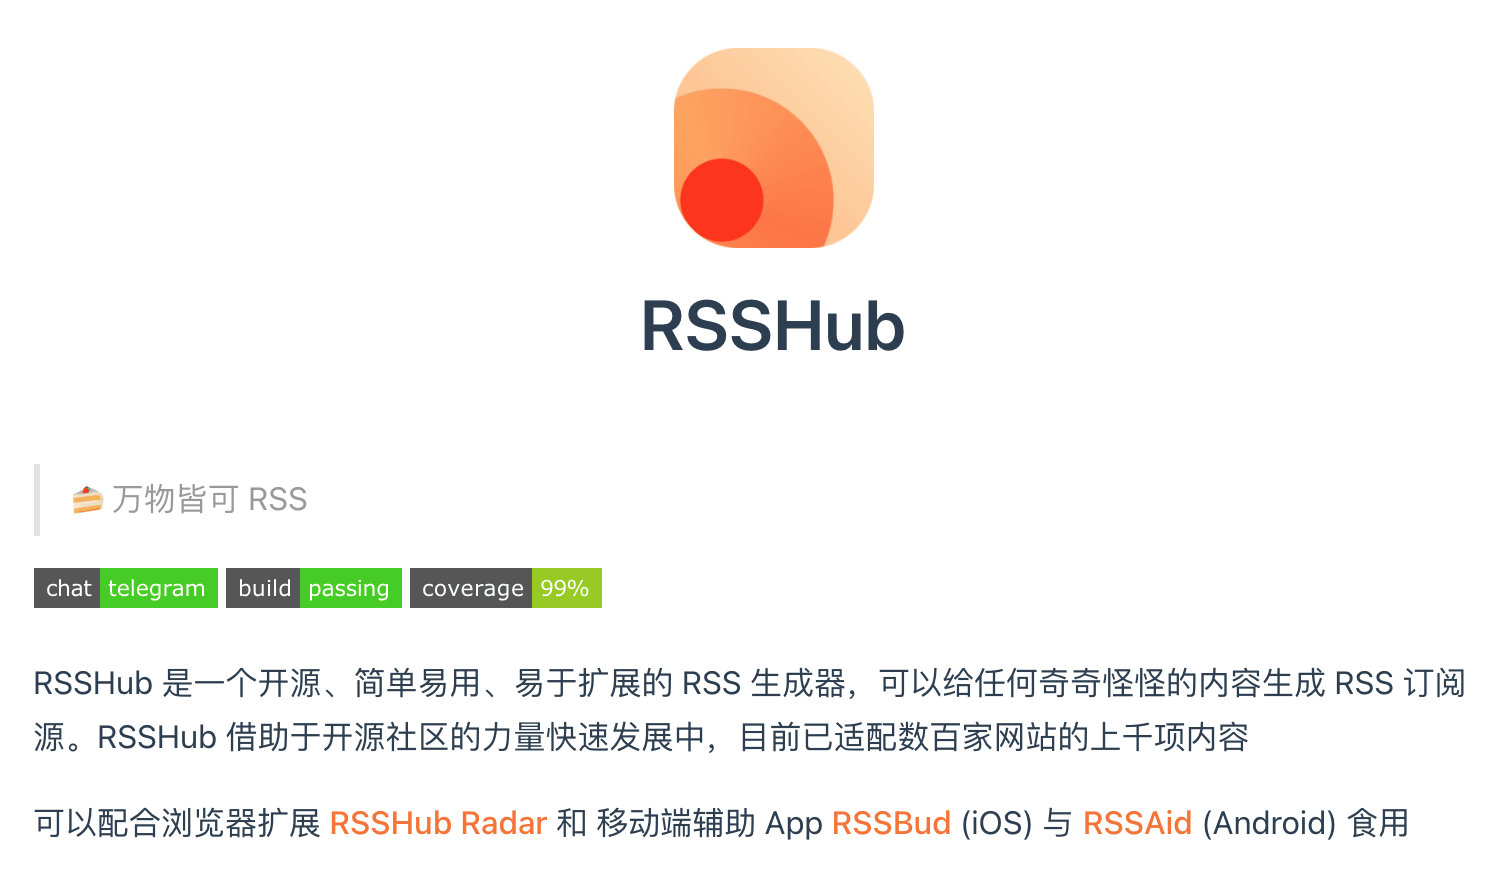 RSSHub
🍰 万物皆可 RSS
chat telegram build passing coverage 99%
RSSHub 是一个开源、简单易用、易于扩展的 RSS 生成器，可以给任何奇奇怪怪的内容生成 RSS 订阅
源。RSSHub 借助于开源社区的力量快速发展中，目前已适配数百家网站的上千项内容
可以配合浏览器扩展 RSSHub Radar 和 移动端辅助 App RSSBud (iOS) 与 RSSAid (Android) 食用